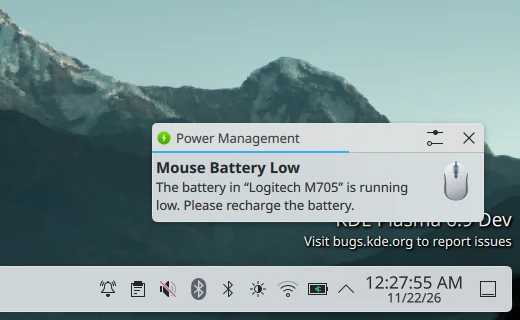 Power Management
Mouse Battery Low
The battery in “Logitech M705” is running
low. Please recharge the battery.
KDE Plasma 6.5 Dev
Visit bugs.kde.org to report issues
12:27:55 AM
11/22/26